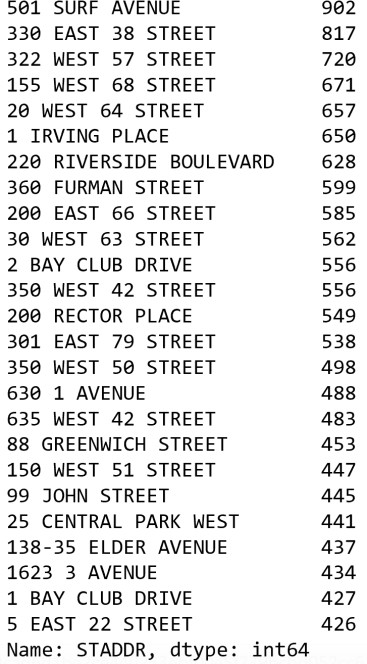 501 SURF AVENUE 902
330 EAST 38 STREET 817
322 WEST 57 STREET 720
155 WEST 68 STREET 671
20 WEST 64 STREET 657
1 IRVING PLACE 650
220 RIVERSIDE BOULEVARD 628
360 FURMAN STREET 599
200 EAST 66 STREET 585
30 WEST 63 STREET 562
2 BAY CLUB DRIVE 556
350 WEST 42 STREET 556
200 RECTOR PLACE 549
301 EAST 79 STREET 538
350 WEST 50 STREET 498
630 1 AVENUE 488
635 WEST 42 STREET 483
88 GREENWICH STREET 453
150 WEST 51 STREET 447
99 JOHN STREET 445
25 CENTRAL PARK WEST 441
138-35 ELDER AVENUE 437
1623 3 AVENUE 434
1 BAY CLUB DRIVE 427
5 EAST 22 STREET 426
Name: STADDR, dtype: int64